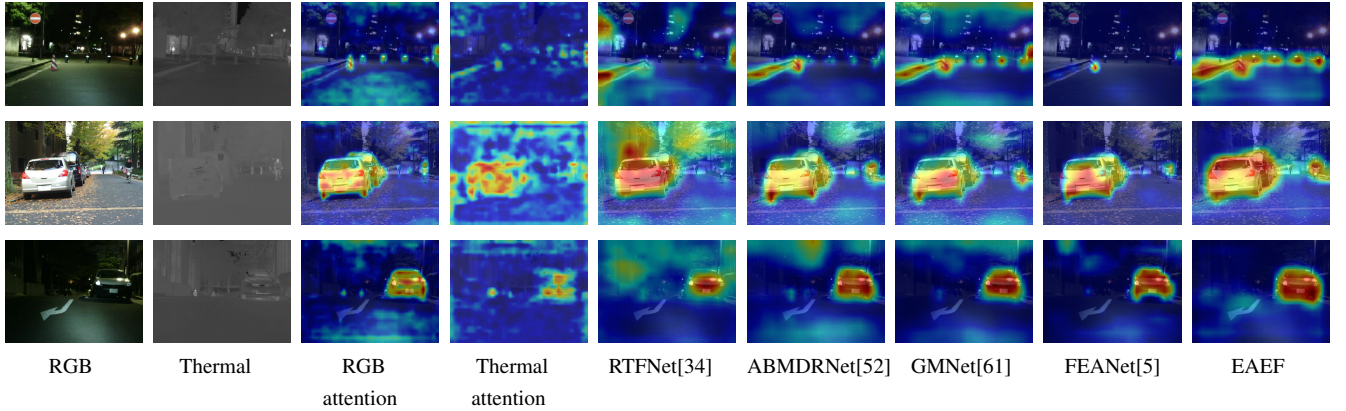 RGB Thermal RGB Thermal RTFNet[34] ABMDRNet[52] GMNet[61] FEANet[5] EAEF
attention attention